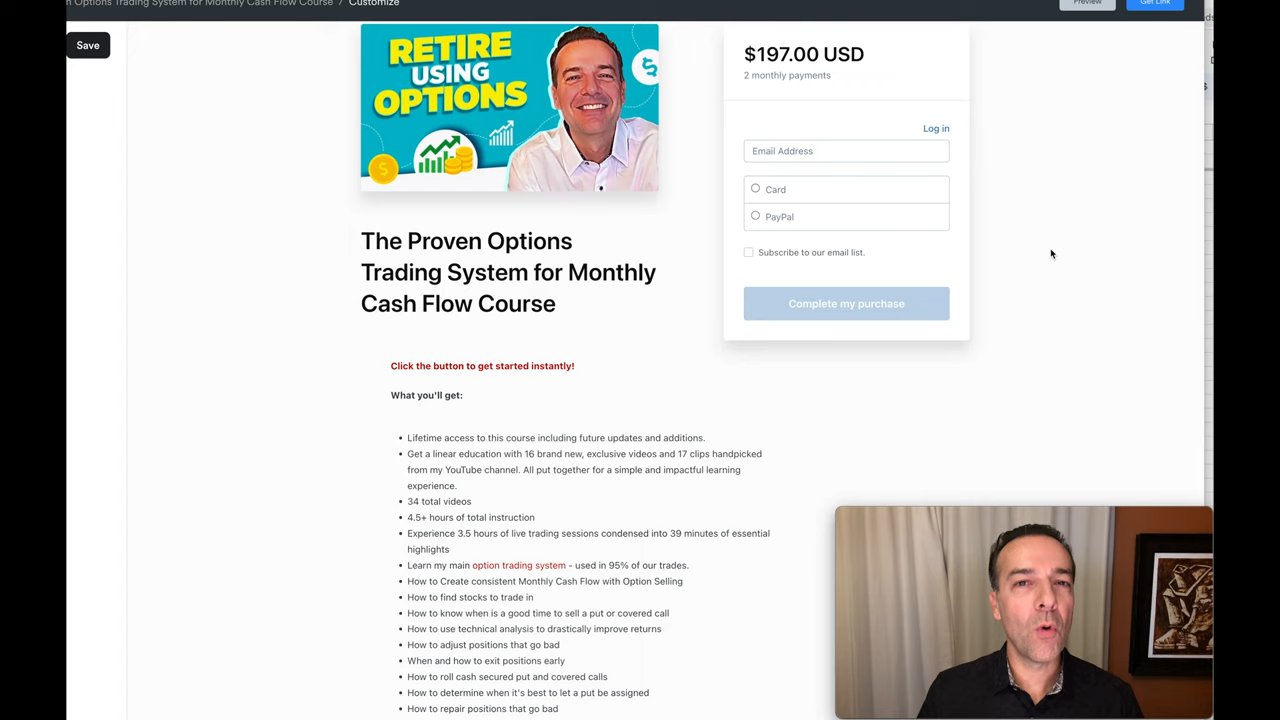 n Options Trading System for Monthly Cash Flow Course / Customize
Preview
Get Link
Save
RETIRE
USING
OPTIONS
$197.00 USD
2 monthly payments
Log in
Email Address
Card
PayPal
Subscribe to our email list.
Complete my purchase
The Proven Options
Trading System for Monthly
Cash Flow Course
Click the button to get started instantly!
What you'll get:
• Lifetime access to this course including future updates and additions.
• Get a linear education with 16 brand new, exclusive videos and 17 clips handpicked
from my YouTube channel. All put together for a simple and impactful learning
experience.
• 34 total videos
• 4.5+ hours of total instruction
• Experience 3.5 hours of live trading sessions condensed into 39 minutes of essential
highlights
• Learn my main option trading system - used in 95% of our trades.
• How to Create consistent Monthly Cash Flow with Option Selling
• How to find stocks to trade in
• How to know when is a good time to sell a put or covered call
• How to use technical analysis to drastically improve returns
• How to adjust positions that go bad
• When and how to exit positions early
• How to roll cash secured put and covered calls
• How to determine when it's best to let a put be assigned
• How to repair positions that go bad